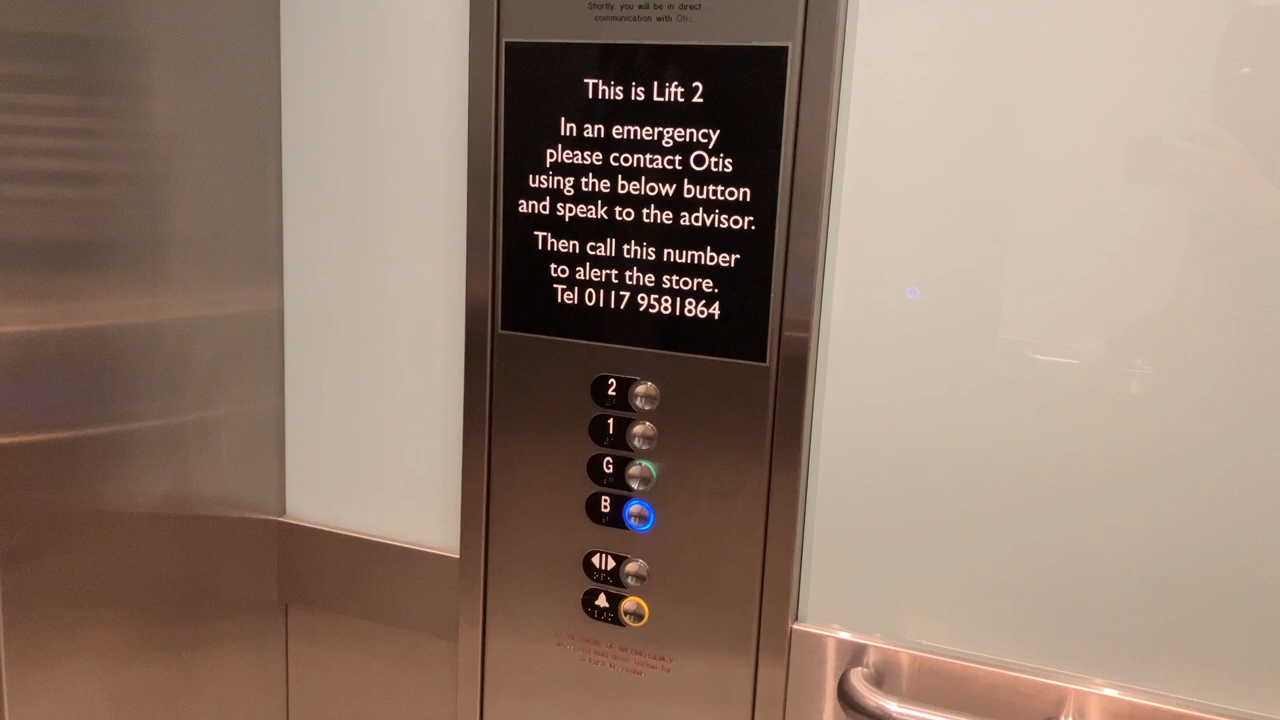 Shortly, you will be in direct
communication with Otis
This is Lift 2
In an emergency
please contact Otis
using the below button
and speak to the advisor.
Then call this number
to alert the store.
Tel 0117 9581864
2
1
G
B